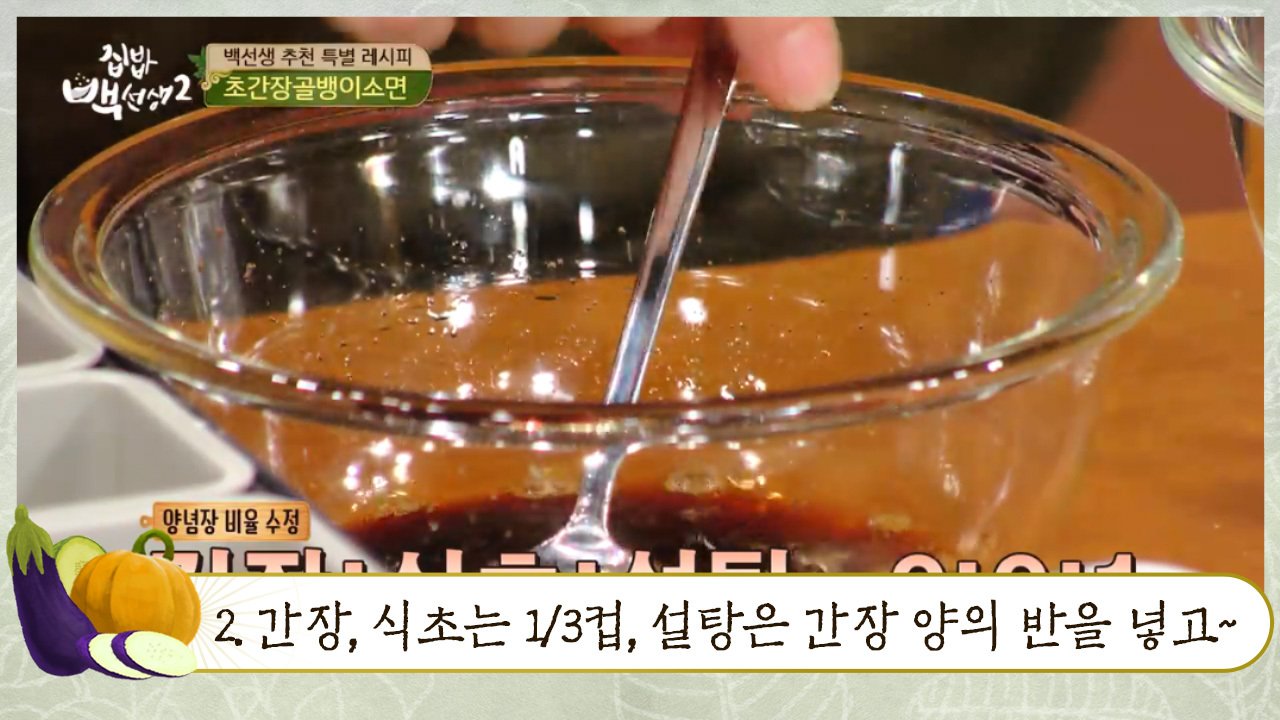 집밥
백선생2
백선생 추천 특별 레시피
초간장골뱅이소면
양념장 비율 수정
2. 간장, 식초는 1/3컵, 설탕은 간장 양의 반을 넣고~